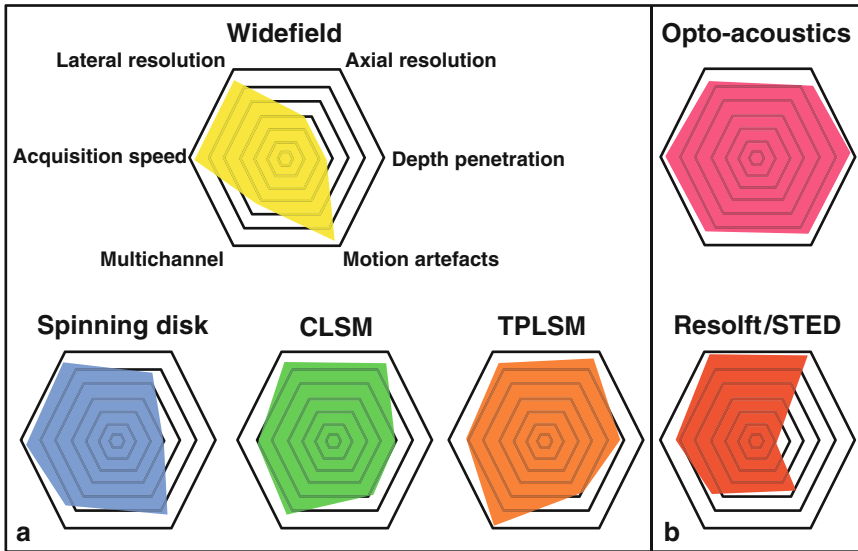 Widefield
Opto-acoustics
Lateral resolution
Axial resolution
Acquisition speed
Depth penetration
Multichannel
Motion artefacts
Spinning disk
CLSM
TPLSM
Resolft/STED
a
b